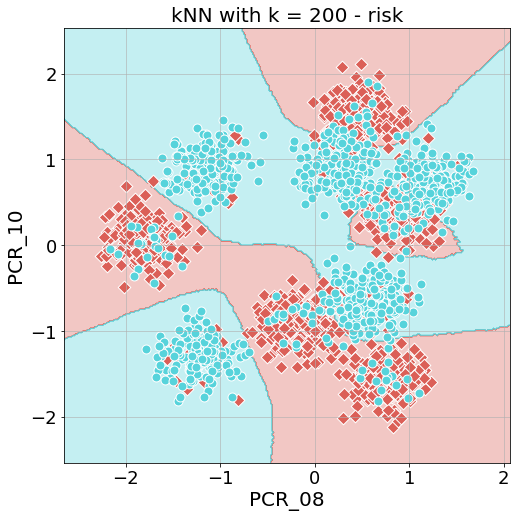 kNN with k = 200 - risk
2
1
0
−1
−2
PCR_10
−2 −1 0 1 2
PCR_08